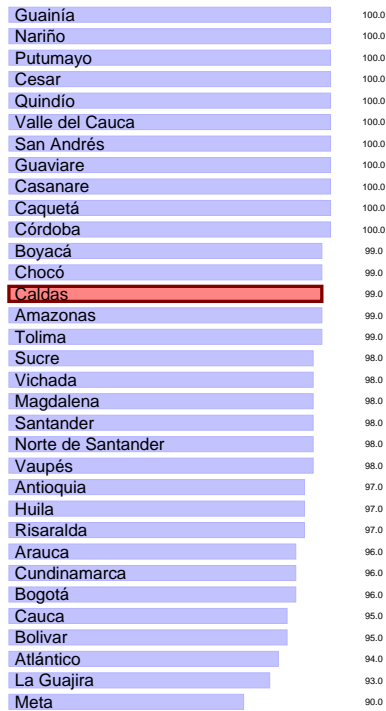 Guainía 100.0
Nariño 100.0
Putumayo 100.0
Cesar 100.0
Quindío 100.0
Valle del Cauca 100.0
San Andrés 100.0
Guaviare 100.0
Casanare 100.0
Caquetá 100.0
Córdoba 100.0
Boyacá 99.0
Chocó 99.0
Caldas 99.0
Amazonas 99.0
Tolima 99.0
Sucre 98.0
Vichada 98.0
Magdalena 98.0
Santander 98.0
Norte de Santander 98.0
Vaupés 98.0
Antioquia 97.0
Huila 97.0
Risaralda 97.0
Arauca 96.0
Cundinamarca 96.0
Bogotá 96.0
Cauca 95.0
Bolivar 95.0
Atlántico 94.0
La Guajira 93.0
Meta 90.0